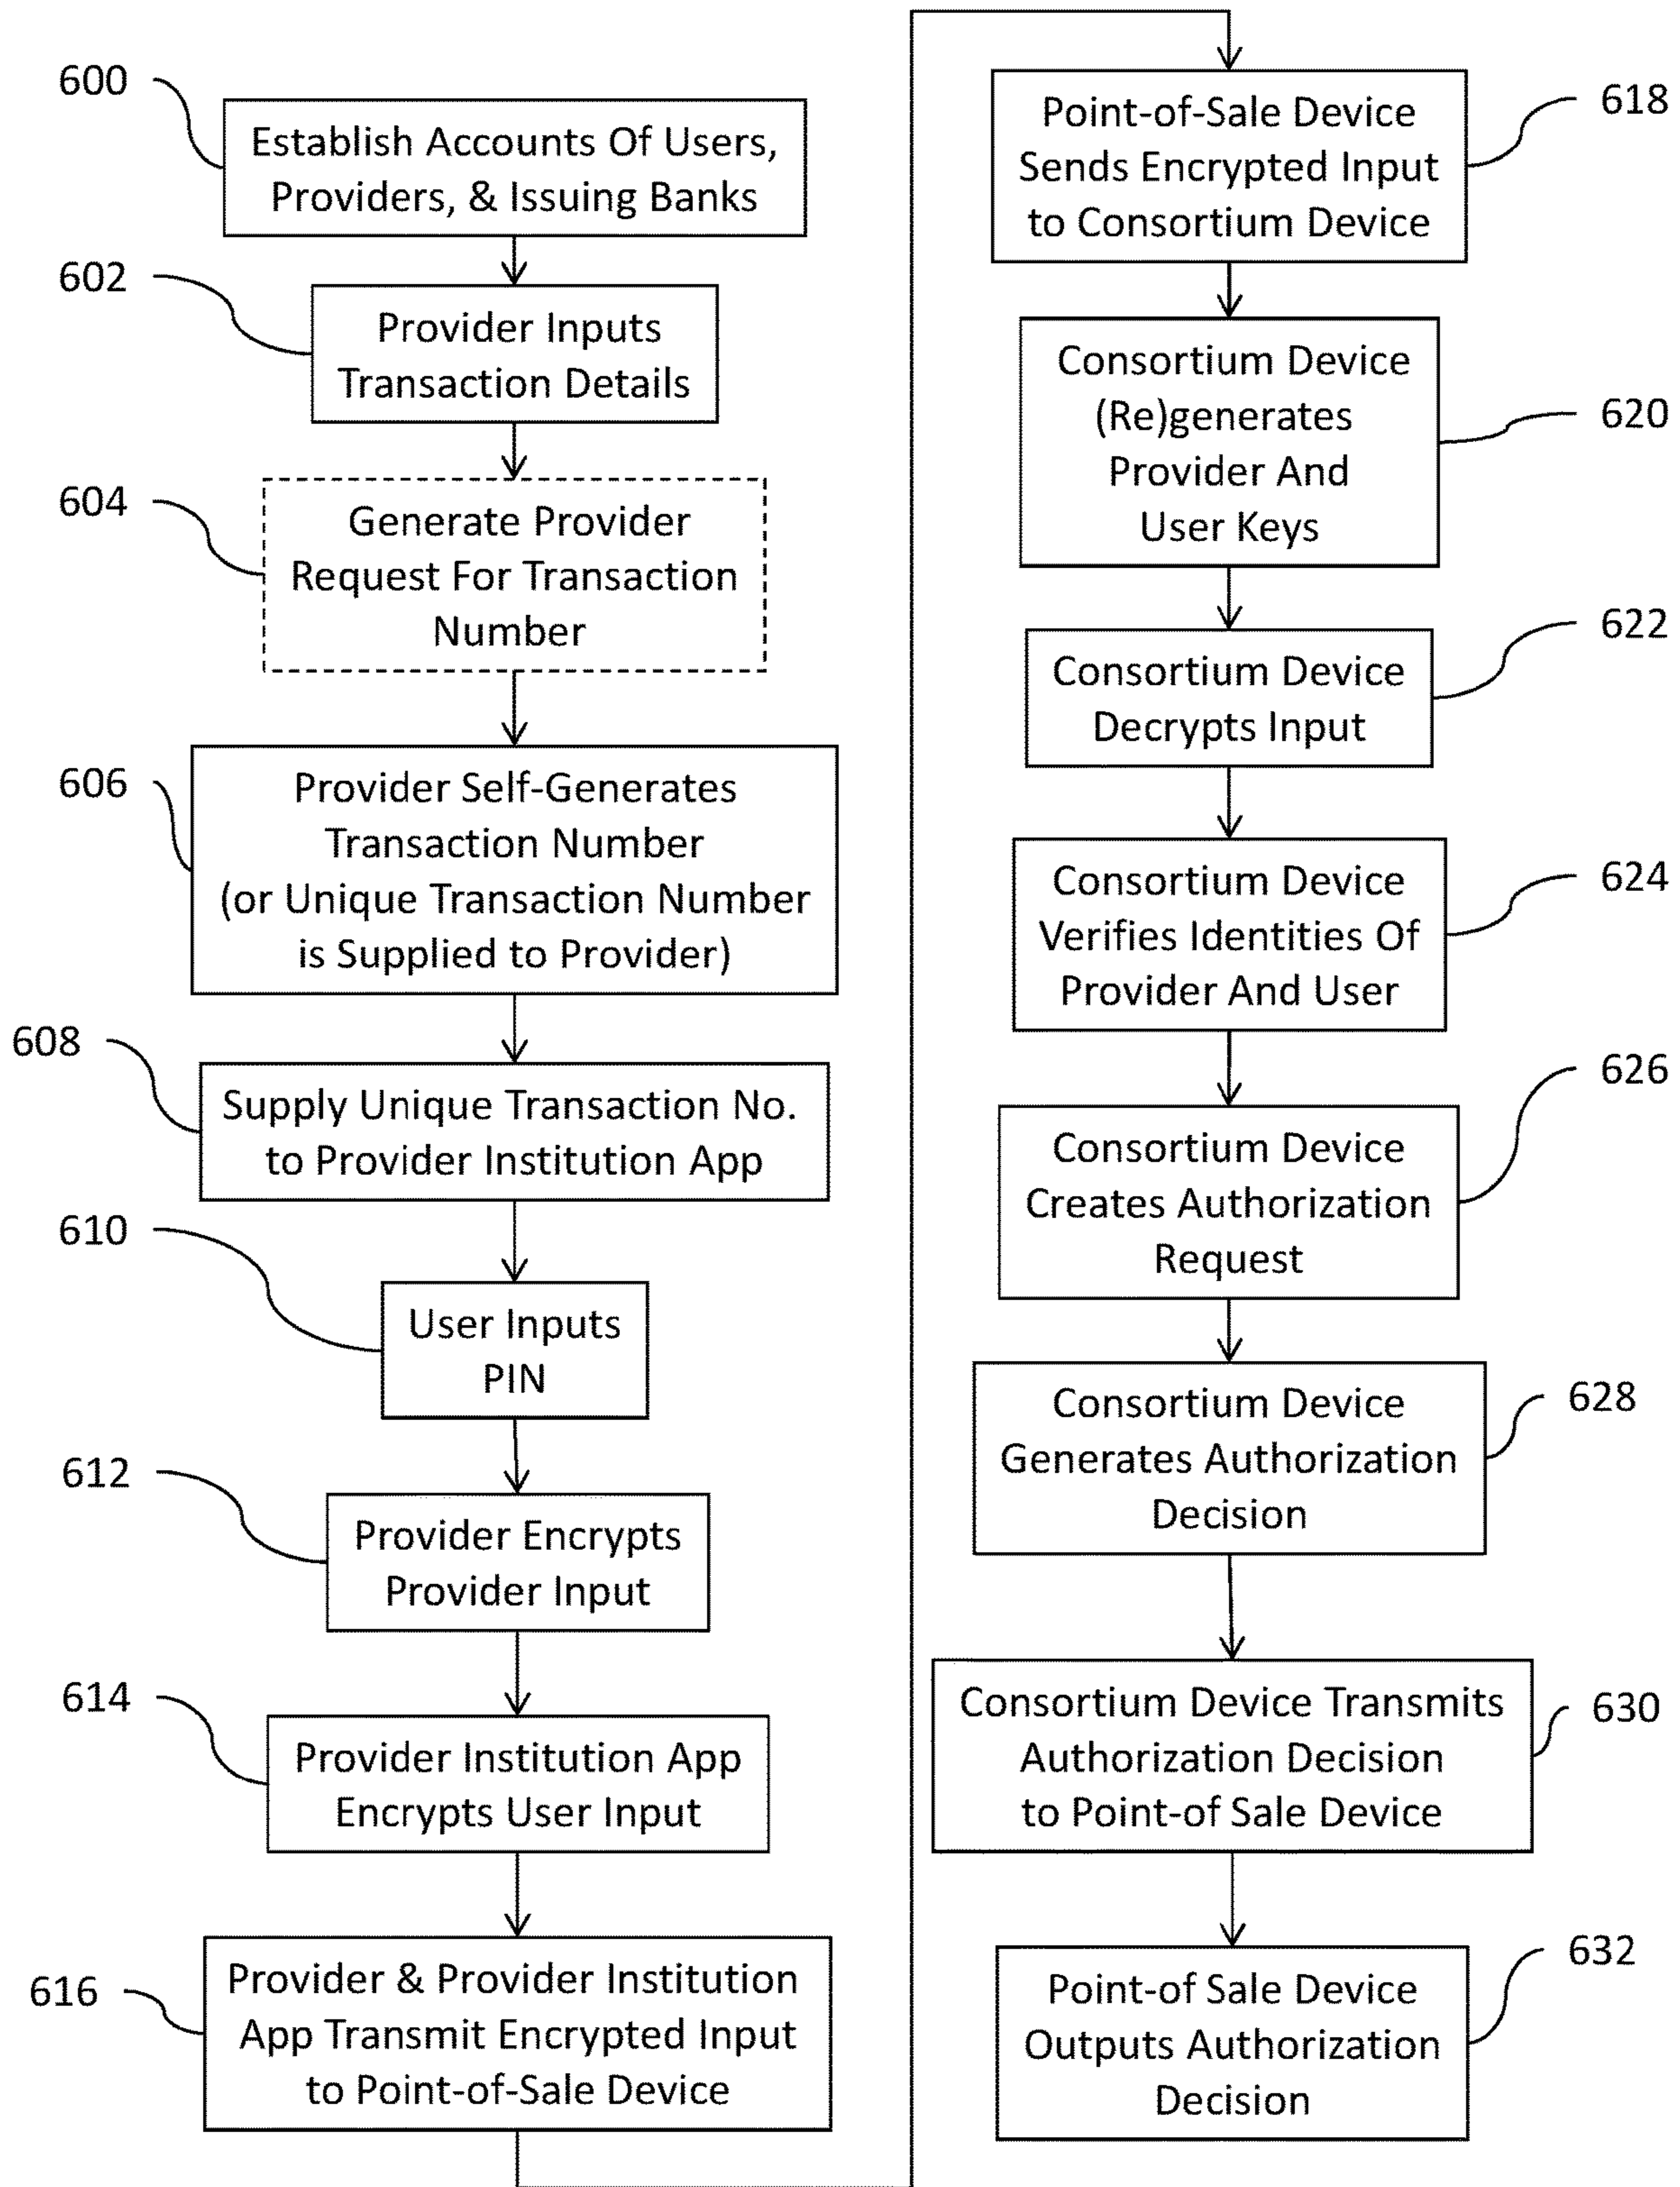 600
Establish Accounts Of Users,
Providers, & Issuing Banks
602
Provider Inputs
Transaction Details
604
Generate Provider
Request For Transaction
Number
606
Provider Self-Generates
Transaction Number
(or Unique Transaction Number
is Supplied to Provider)
608
Supply Unique Transaction No.
to Provider Institution App
610
User Inputs
PIN
612
Provider Encrypts
Provider Input
614
Provider Institution App
Encrypts User Input
616
Provider & Provider Institution
App Transmit Encrypted Input
to Point-of-Sale Device
618
Point-of-Sale Device
Sends Encrypted Input
to Consortium Device
620
Consortium Device
(Re)generates
Provider And
User Keys
622
Consortium Device
Decrypts Input
624
Consortium Device
Verifies Identities Of
Provider And User
626
Consortium Device
Creates Authorization
Request
628
Consortium Device
Generates Authorization
Decision
630
Consortium Device Transmits
Authorization Decision
to Point-of Sale Device
632
Point-of Sale Device
Outputs Authorization
Decision